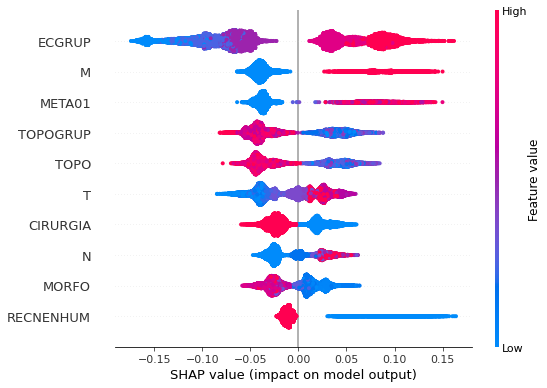 High
ECGRUP
M
META01
TOPOGRUP
TOPO
T
CIRURGIA
N
MORFO
RECNENHUM
Feature value
Low
−0.15 −0.10 −0.05 0.00 0.05 0.10 0.15
SHAP value (impact on model output)